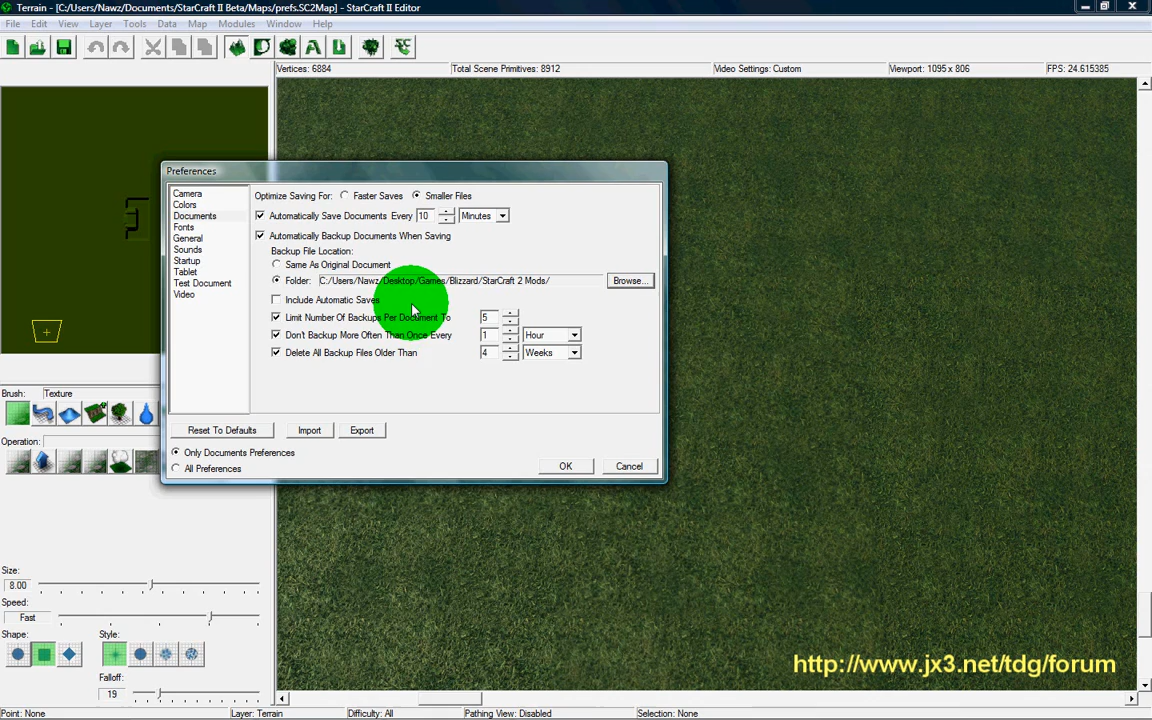 Terrain - [C:/Users/Nawz/Documents/StarCraft II Beta/Maps/prefs.SC2Map] - StarCraft II Editor
File Edit View Layer Tools Data Map Modules Window Help
Vertices: 6884 Total Scene Primitives: 8912 Video Settings: Custom Viewport: 1095 x 806 FPS: 24.615385
Preferences
Camera
Colors
Documents
Fonts
General
Sounds
Startup
Tablet
Test Document
Video
Optimize Saving For: Faster Saves Smaller Files
Automatically Save Documents Every 10 Minutes
Automatically Backup Documents When Saving
Backup File Location:
Same As Original Document
Folder: C:/Users/Nawz/Desktop/Games/Blizzard/StarCraft 2 Mods/ Browse...
Include Automatic Saves
Limit Number Of Backups Per Document To 5
Don't Backup More Often Than Once Every 1 Hour
Delete All Backup Files Older Than 4 Weeks
Reset To Defaults Import Export
Only Documents Preferences
All Preferences
OK Cancel
Brush: Texture
Operation:
Size:
8.00
Speed:
Fast
Shape: Style:
Falloff:
19
http://www.jx3.net/tdg/forum
Point: None Layer: Terrain Difficulty: All Pathing View: Disabled Selection: None